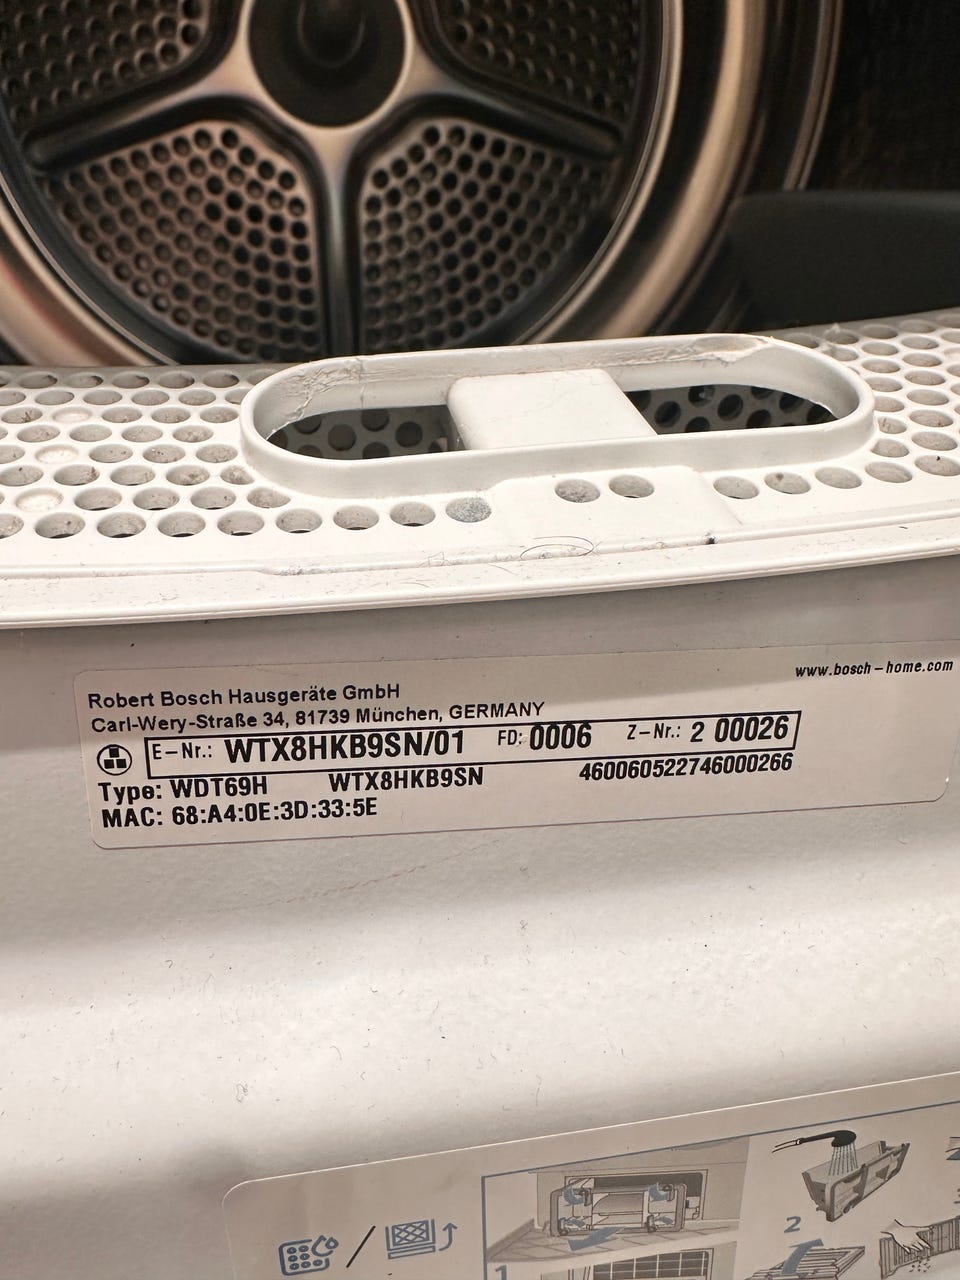 www.bosch-home.com
Robert Bosch Hausgeräte GmbH
Carl-Wery-Straße 34, 81739 München, GERMANY
E-Nr.: WTX8HKB9SN/01 FD: 0006 Z-Nr.: 2 00026
Type: WDT69H WTX8HKB9SN 460060522746000266
MAC: 68:A4:0E:3D:33:5E
2
1